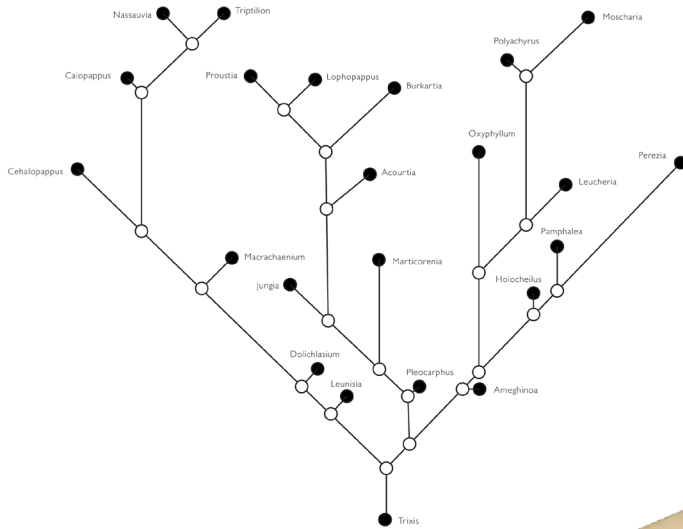 Nassauvia
Triptilion
Moscharia
Polyachyrus
Calopappus
Proustia
Lophopappus
Burkartia
Oxyphyllum
Perezia
Cehalopappus
Acourtia
Leucheria
Pamphalea
Macrachaenium
Marticorenia
Jungia
Holocheilus
Dolichlasium
Pleocarphus
Leunisia
Ameghinoa
Trixis